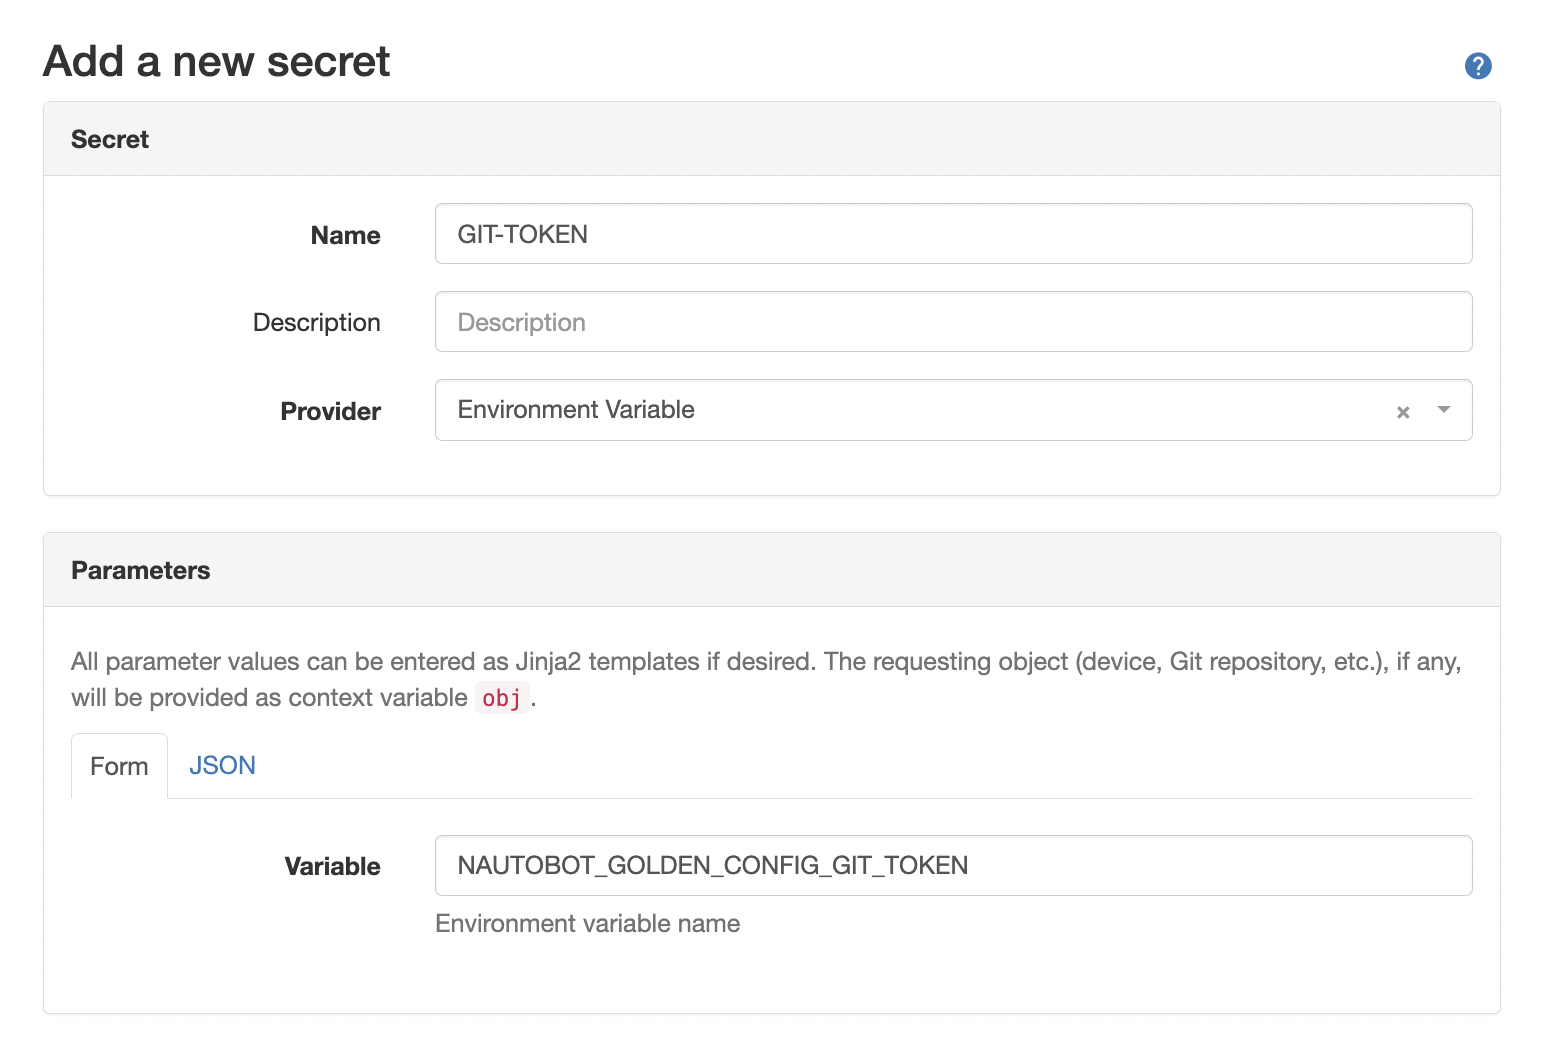 Add a new secret
?
Secret
Name
GIT-TOKEN
Description
Description
Provider
Environment Variable
×
Parameters
All parameter values can be entered as Jinja2 templates if desired. The requesting object (device, Git repository, etc.), if any,
will be provided as context variable obj.
Form JSON
Variable
NAUTOBOT_GOLDEN_CONFIG_GIT_TOKEN
Environment variable name